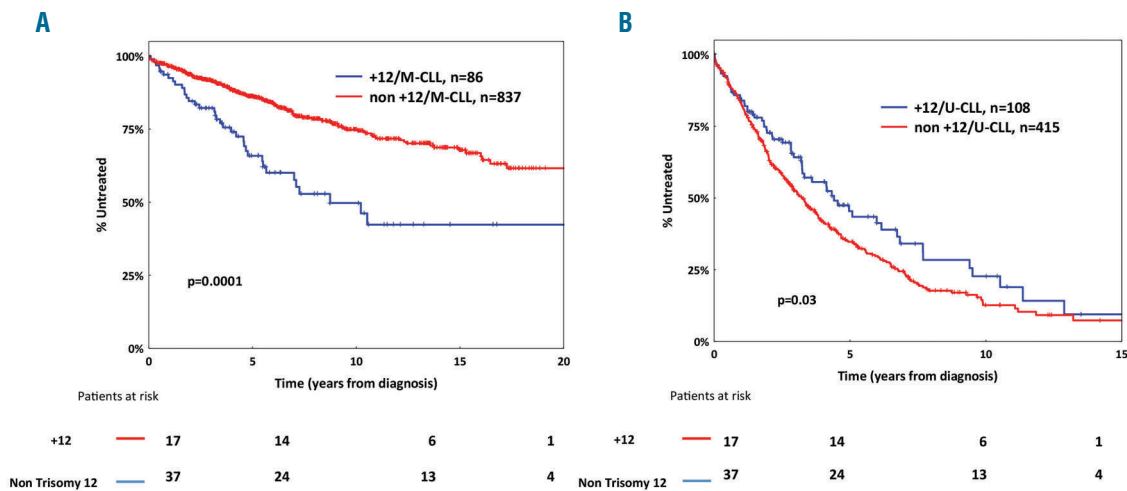 A
100%
75%
50%
25%
0%
% Untreated
+12/M-CLL, n=86
non +12/M-CLL, n=837
p=0.0001
0 5 10 15 20
Time (years from diagnosis)
Patients at risk
+12 17 14 6 1
Non Trisomy 12 37 24 13 4
B
100%
75%
50%
25%
0%
% Untreated
+12/U-CLL, n=108
non +12/U-CLL, n=415
p=0.03
0 5 10 15
Time (years from diagnosis)
Patients at risk
+12 17 14 6 1
Non Trisomy 12 37 24 13 4